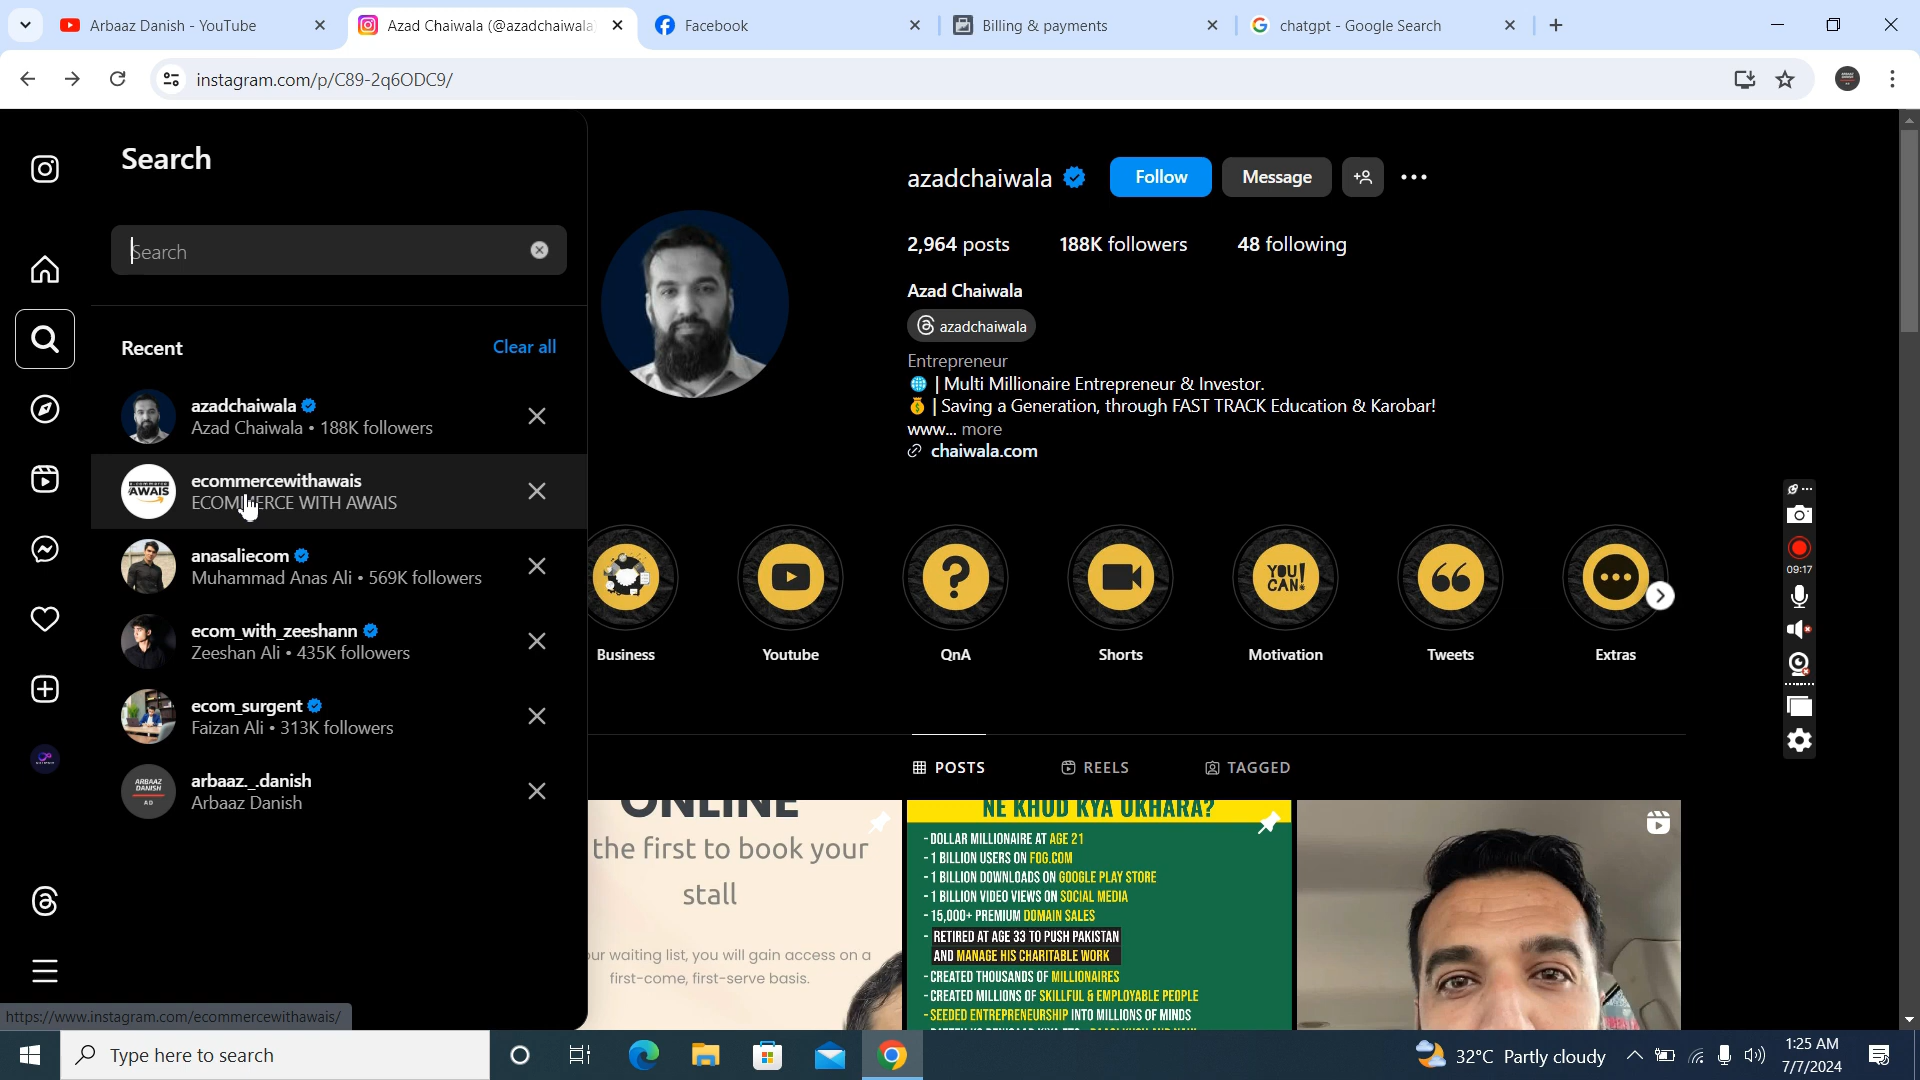 Arbaaz Danish - YouTube
Azad Chaiwala (@azadchaiwala)
Facebook
Billing & payments
chatgpt - Google Search
instagram.com/p/C89-2q6ODC9/
Search
Search
Recent
Clear all
azadchaiwala
Azad Chaiwala • 188K followers
ecommercewithawais
ECOMMERCE WITH AWAIS
anasaliecom
Muhammad Anas Ali • 569K followers
ecom_with_zeeshann
Zeeshan Ali • 435K followers
ecom_surgent
Faizan Ali • 313K followers
arbaaz._.danish
Arbaaz Danish
AWAIS
ARBAAZ
DANISH
AD
azadchaiwala
Follow
Message
2,964 posts
188K followers
48 following
Azad Chaiwala
azadchaiwala
Entrepreneur
| Multi Millionaire Entrepreneur & Investor.
| Saving a Generation, through FAST TRACK Education & Karobar!
www... more
chaiwala.com
YOU
CAN!
Business
Youtube
QnA
Shorts
Motivation
Tweets
Extras
POSTS
REELS
TAGGED
ONLINE
the first to book your
stall
our waiting list, you will gain access on a
first-come, first-serve basis.
NE KHUD KYA UKHARA?
- DOLLAR MILLIONAIRE AT AGE 21
- 1 BILLION USERS ON FOG.COM
- 1 BILLION DOWNLOADS ON GOOGLE PLAY STORE
- 1 BILLION VIDEO VIEWS ON SOCIAL MEDIA
- 15,000+ PREMIUM DOMAIN SALES
- RETIRED AT AGE 33 TO PUSH PAKISTAN
AND MANAGE HIS CHARITABLE WORK
- CREATED THOUSANDS OF MILLIONAIRES
- CREATED MILLIONS OF SKILLFUL & EMPLOYABLE PEOPLE
- SEEDED ENTREPRENEURSHIP INTO MILLIONS OF MINDS
09:17
https://www.instagram.com/ecommercewithawais/
Type here to search
32°C Partly cloudy
1:25 AM
7/7/2024